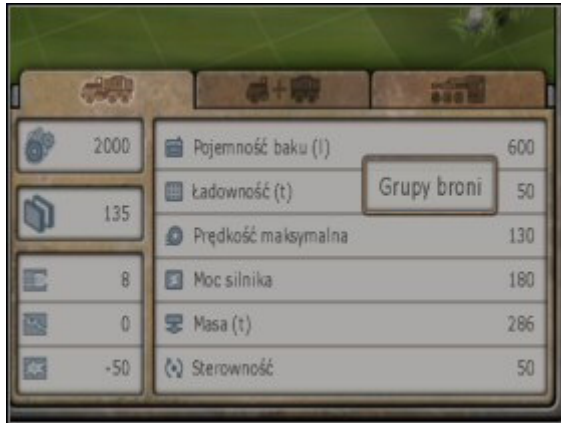 2000
135
8
0
-50
Pojemność baku (l) 600
Ładowność (t) 50
Grupy broni
Prędkość maksymalna 130
Moc silnika 180
Masa (t) 286
Sterowność 50